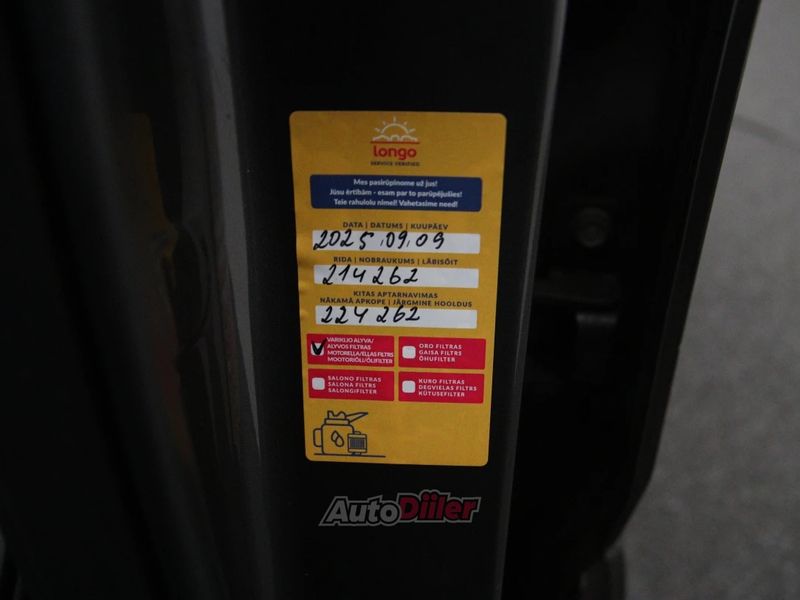 longo
SERVICE VERIFIED
Mes pasirūpinome už jus!
Jūsu ērtībām - esam par to parūpējušies!
Teie rahulolu nimel! Vahetasime need!
DATA | DATUMS | KUUPÄEV
2025.09.09
RIDA | NOBRAUKUMS | LÄBISÕIT
214262
KITAS APTARNAVIMAS
NĀKAMĀ APKOPE | JÄRGMINE HOOLDUS
224262
VARIKLIO ALYVA/
ALYVOS FILTRAS
MOTOREĻĻA/EĻĻAS FILTRS
MOOTORIÕLI/ÕLIFILTER
ORO FILTRAS
GAISA FILTRS
ÕHUFILTER
SALONO FILTRAS
SALONA FILTRS
SALONGIFILTER
KURO FILTRAS
DEGVIELAS FILTRS
KÜTUSEFILTER
AutoDiiler